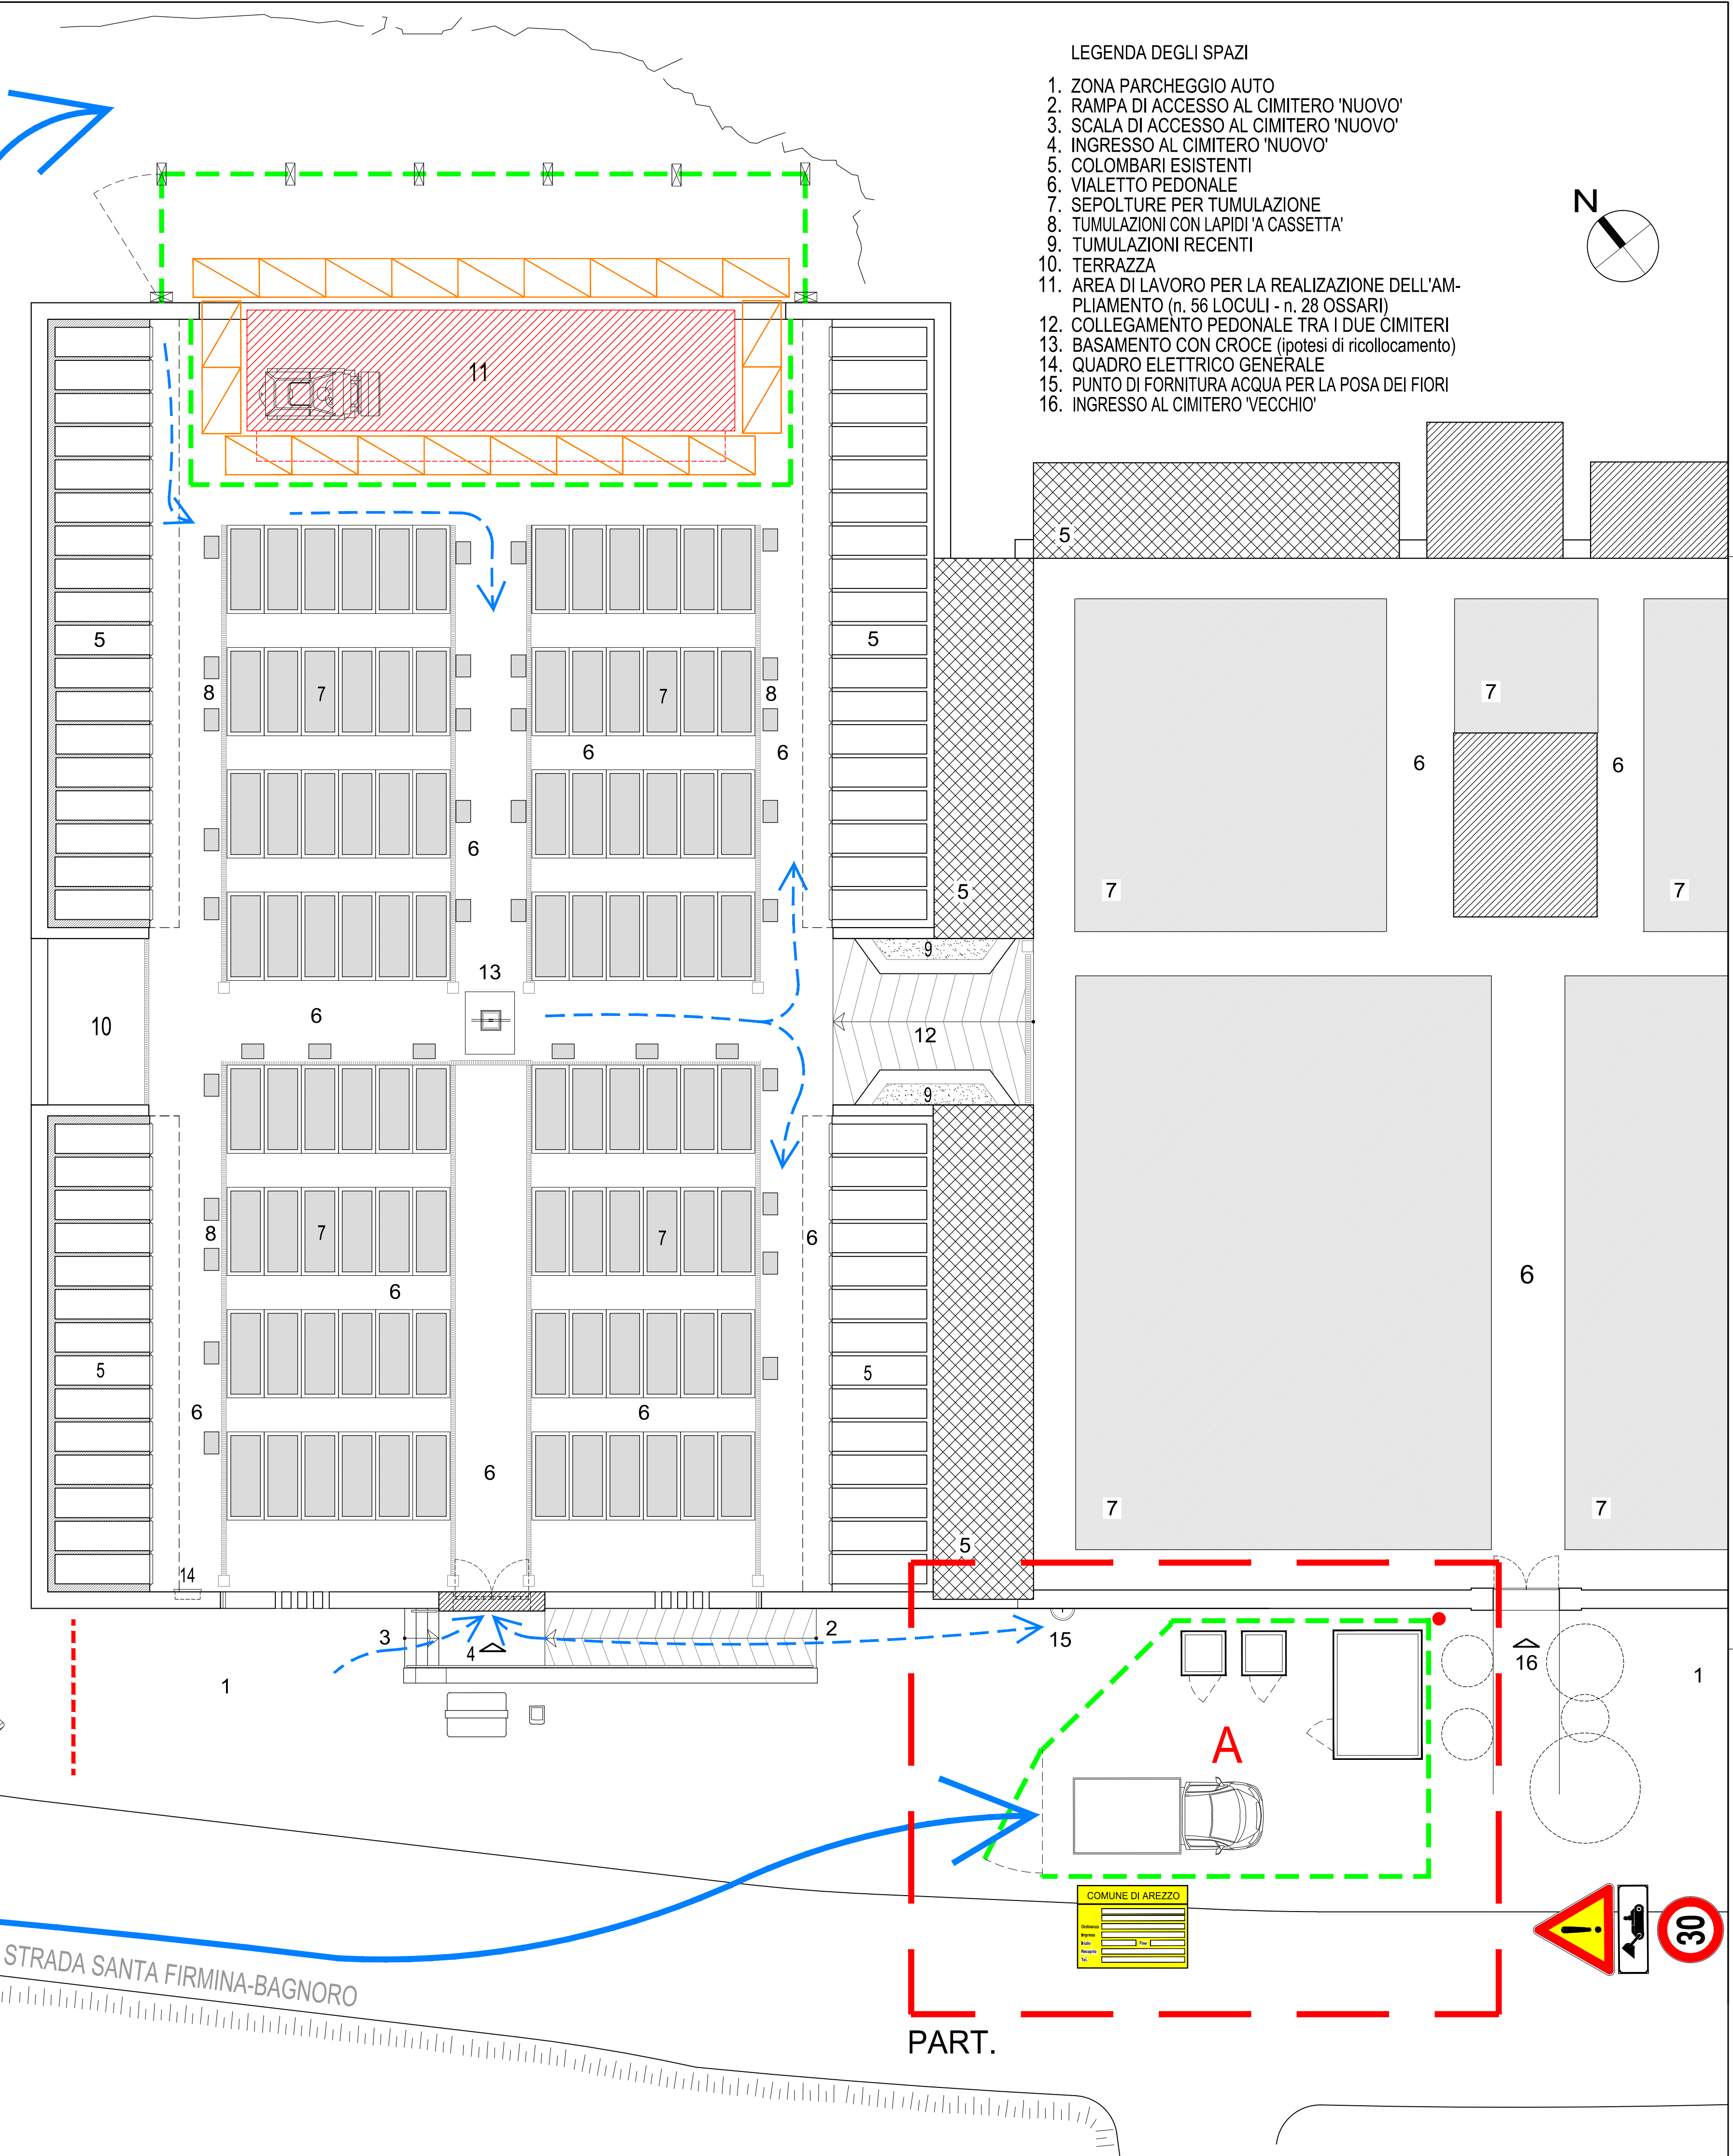 LEGENDA DEGLI SPAZI
1. ZONA PARCHEGGIO AUTO
2. RAMPA DI ACCESSO AL CIMITERO 'NUOVO'
3. SCALA DI ACCESSO AL CIMITERO 'NUOVO'
4. INGRESSO AL CIMITERO 'NUOVO'
5. COLOMBARI ESISTENTI
6. VIALETTO PEDONALE
7. SEPOLTURE PER TUMULAZIONE
8. TUMULAZIONI CON LAPIDI 'A CASSETTA'
9. TUMULAZIONI RECENTI
10. TERRAZZA
11. AREA DI LAVORO PER LA REALIZZAZIONE DELL'AM-
PLIAMENTO (n. 56 LOCULI - n. 28 OSSARI)
12. COLLEGAMENTO PEDONALE TRA I DUE CIMITERI
13. BASAMENTO CON CROCE (ipotesi di ricollocamento)
14. QUADRO ELETTRICO GENERALE
15. PUNTO DI FORNITURA ACQUA PER LA POSA DEI FIORI
16. INGRESSO AL CIMITERO 'VECCHIO'
N
11
5
5
5
8
7
7
8
7
6
6
6
6
6
5
7
7
13
9
10
6
12
9
8
7
7
6
6
6
5
5
6
6
6
7
7
5
14
3
4
2
15
16
1
1
A
COMUNE DI AREZZO
Ordinanza
Impresa
Inizio
Fine
Recapito
Tel.
30
STRADA SANTA FIRMINA-BAGNORO
PART.